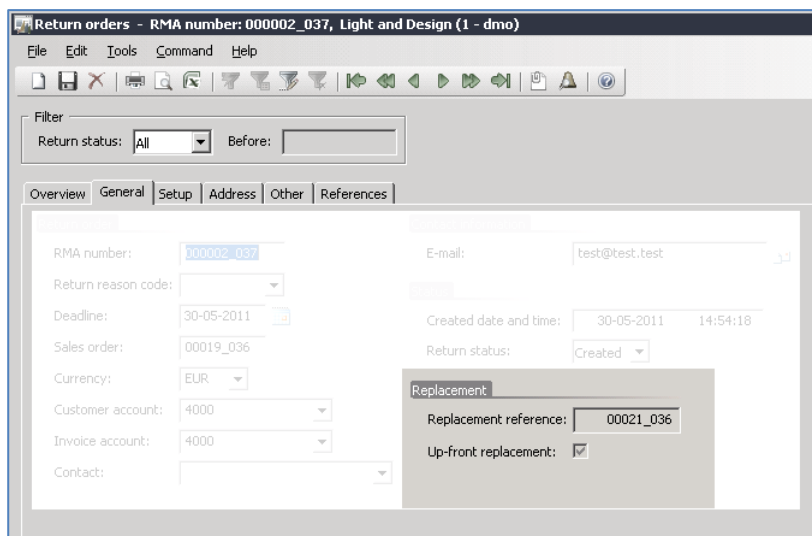 Return orders - RMA number: 000002_037, Light and Design (1 - dmo)
File Edit Tools Command Help
Filter
Return status: All Before:
Overview General Setup Address Other References
RMA number: 000002_037
Return reason code:
Deadline: 30-05-2011
Sales order: 00019_036
Currency: EUR
Customer account: 4000
Invoice account: 4000
Contact:
E-mail: test@test.test
Status
Created date and time: 30-05-2011 14:54:18
Return status: Created
Replacement
Replacement reference: 00021_036
Up-front replacement: